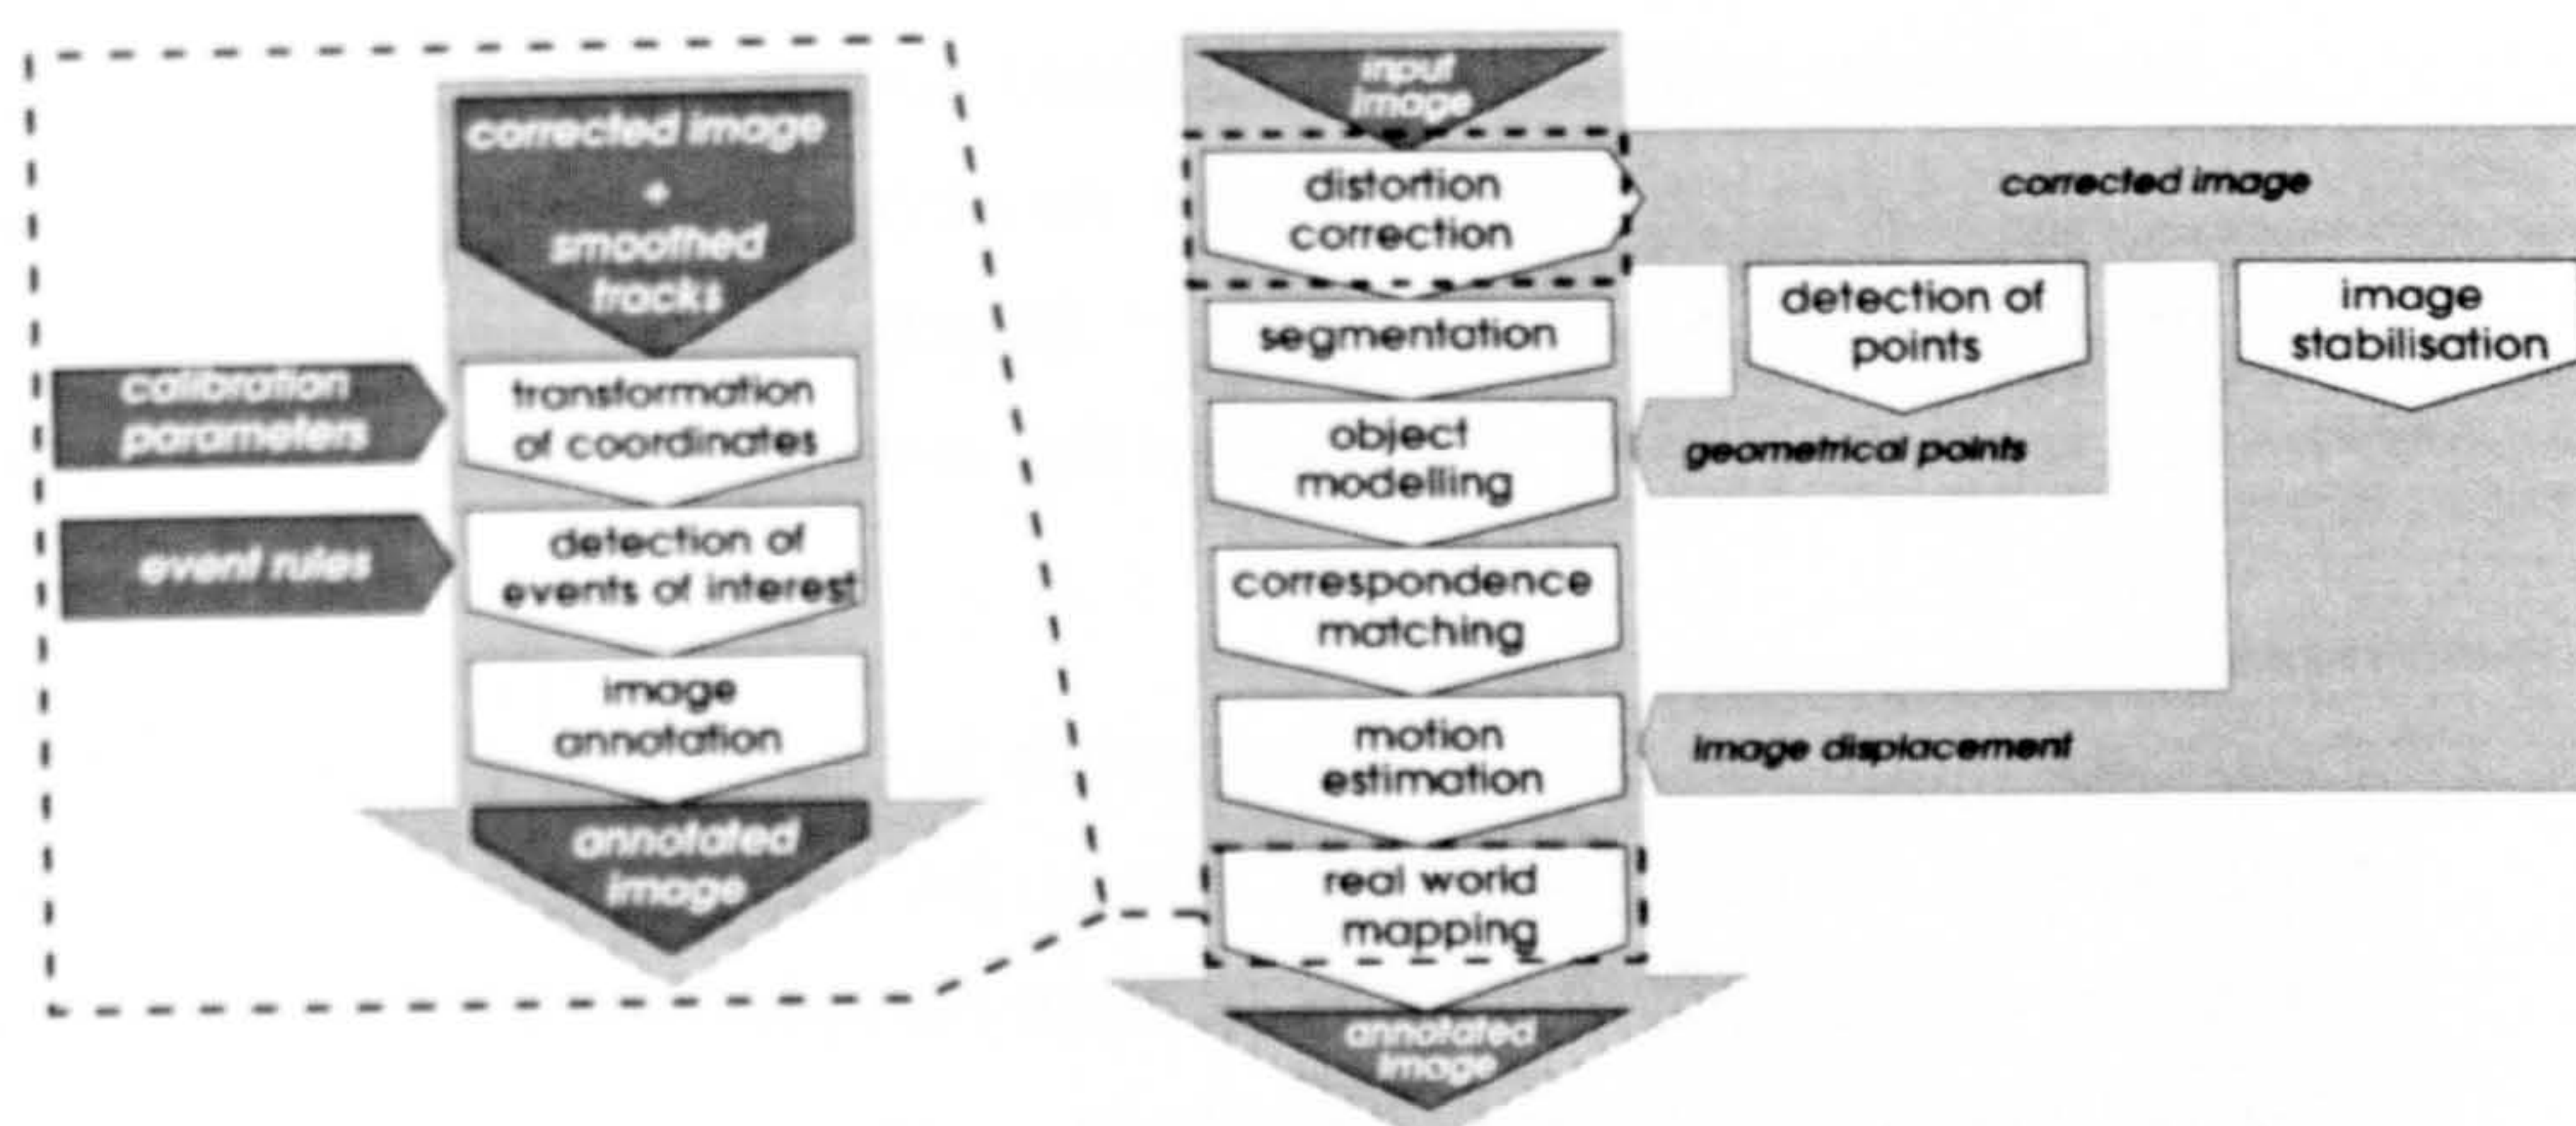 corrected image
+
smoothed
tracks
calibration
parameters
transformation
of coordinates
event rules
detection of
events of interest
image
annotation
annotated
image
input
image
distortion
correction
corrected image
segmentation
detection of
points
image
stabilisation
object
modelling
geometrical points
correspondence
matching
motion
estimation
image displacement
real world
mapping
annotated
image